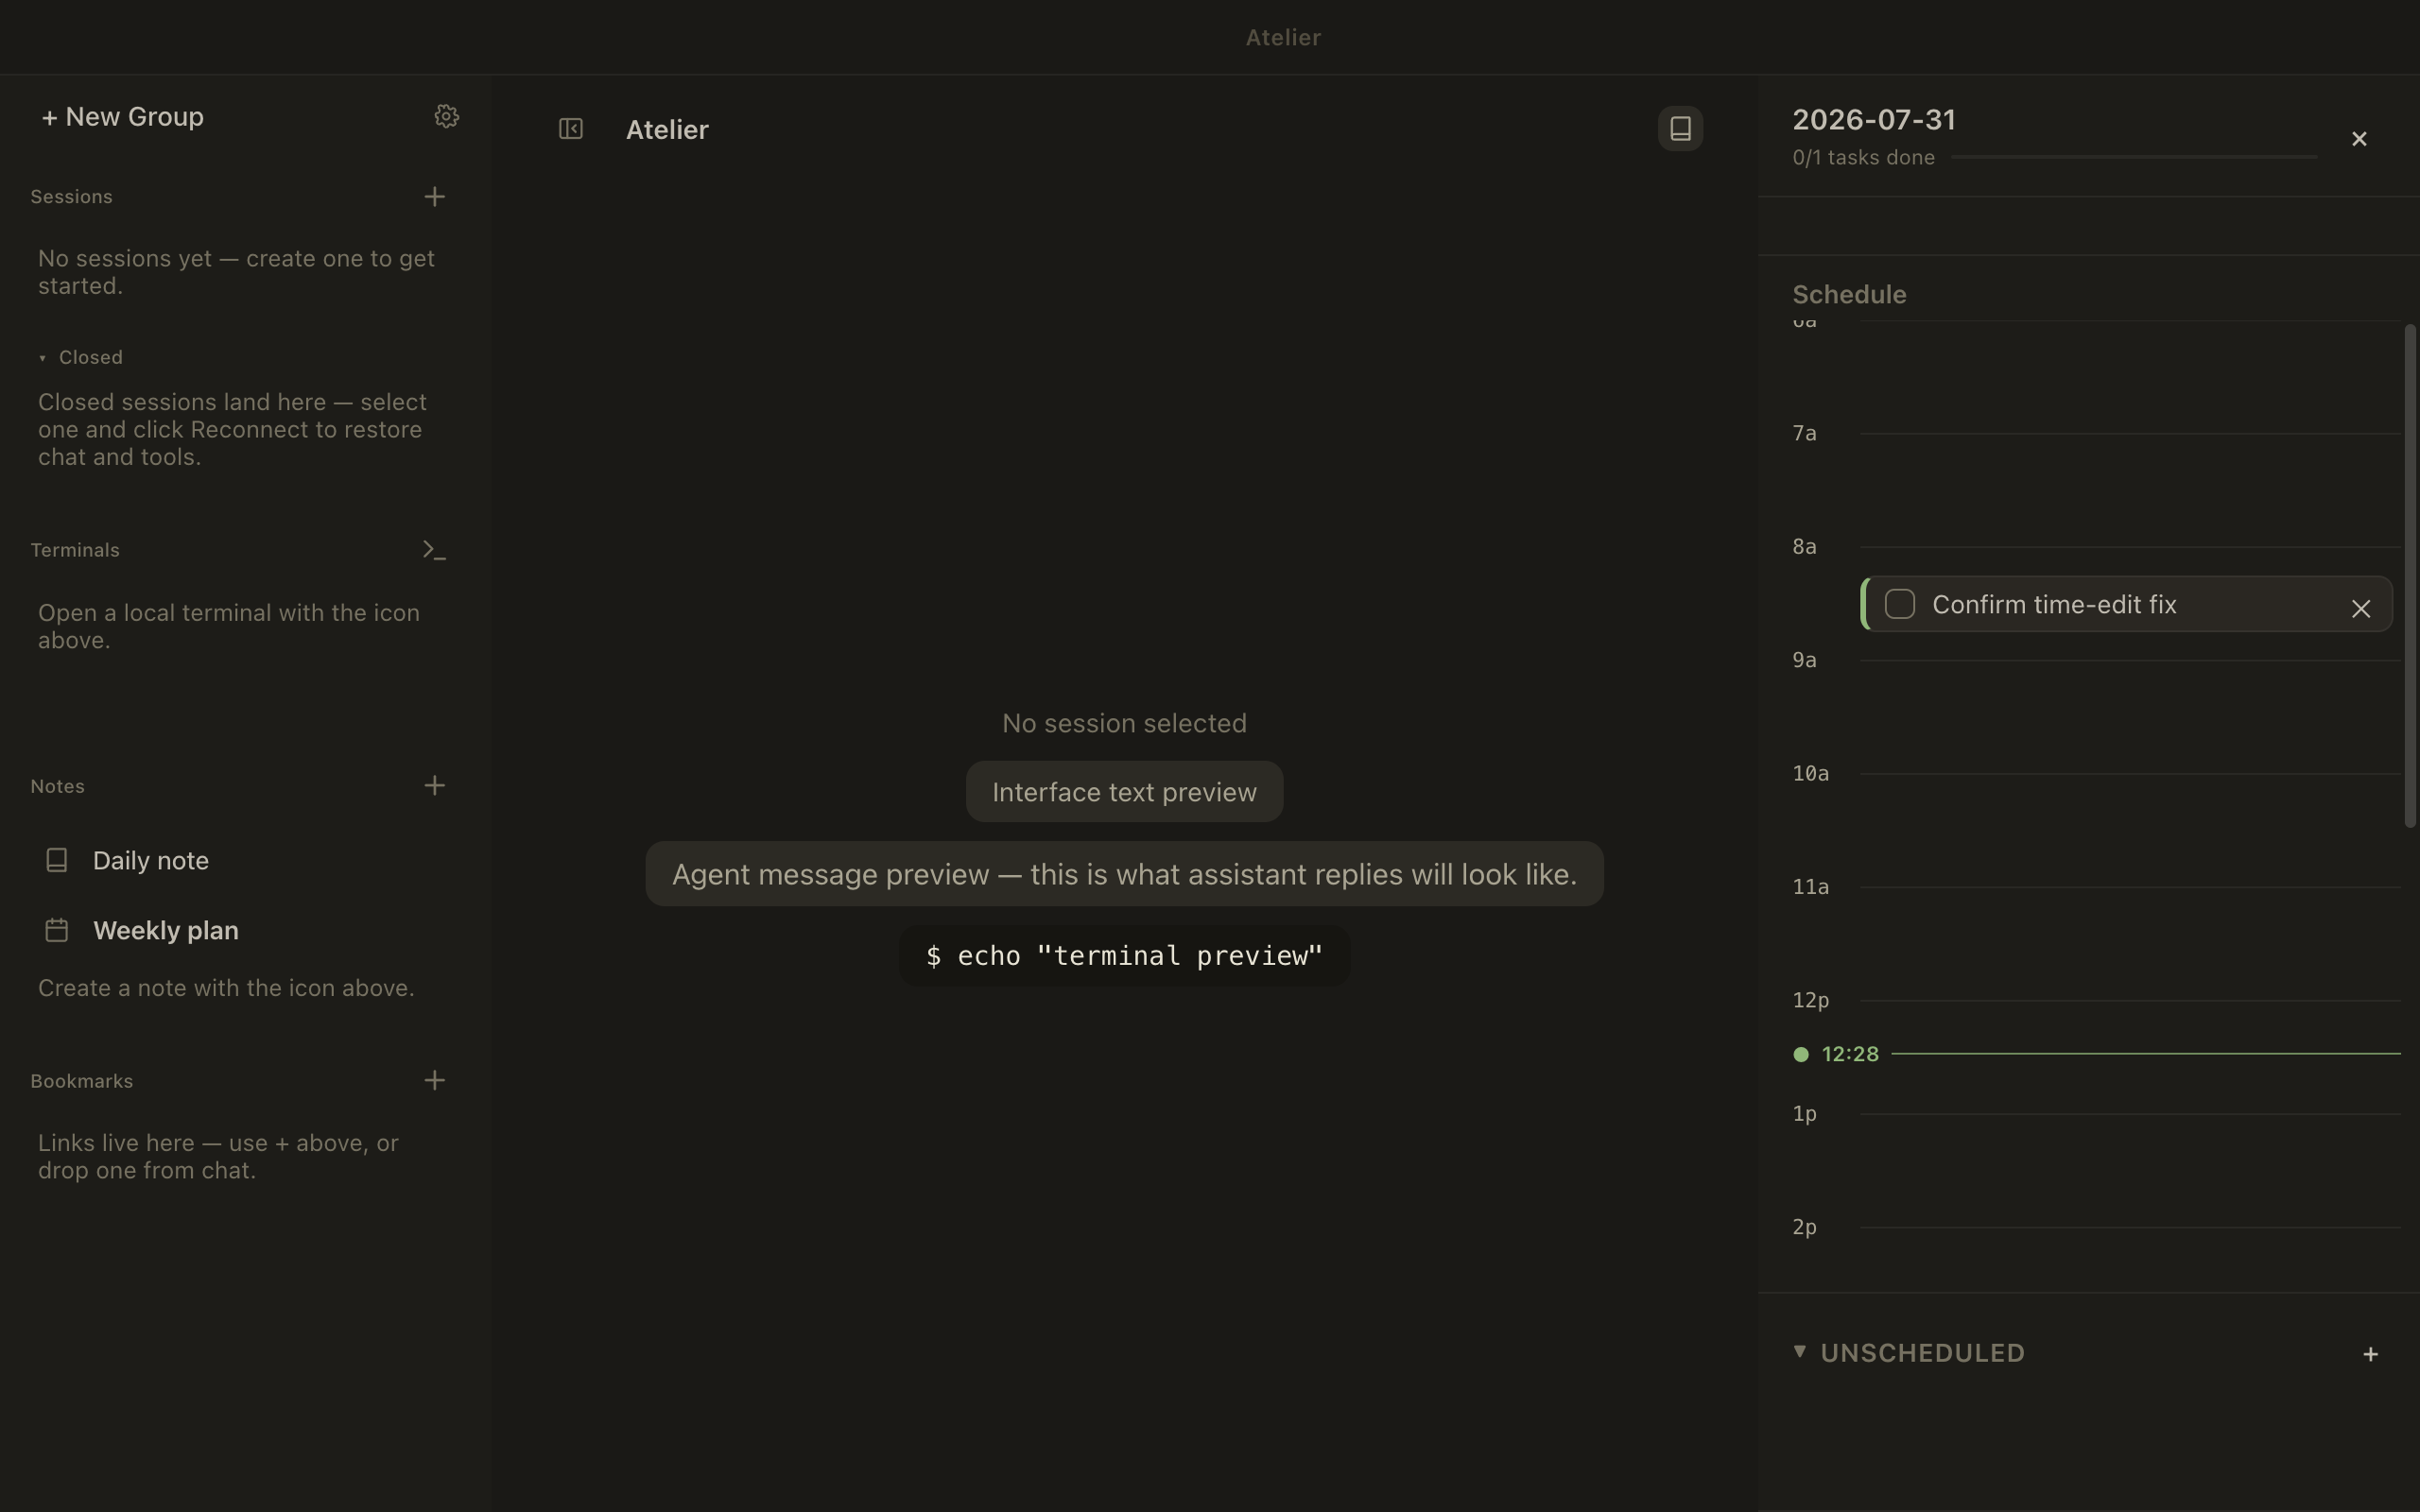 Atelier
+ New Group
Sessions
No sessions yet — create one to get
started.
Closed
Closed sessions land here — select
one and click Reconnect to restore
chat and tools.
Terminals
Open a local terminal with the icon
above.
Notes
Daily note
Weekly plan
Create a note with the icon above.
Bookmarks
Links live here — use + above, or
drop one from chat.
Atelier
No session selected
Interface text preview
Agent message preview — this is what assistant replies will look like.
$ echo "terminal preview"
2026-07-31
0/1 tasks done
Schedule
7a
8a
Confirm time-edit fix
9a
10a
11a
12p
12:28
1p
2p
UNSCHEDULED